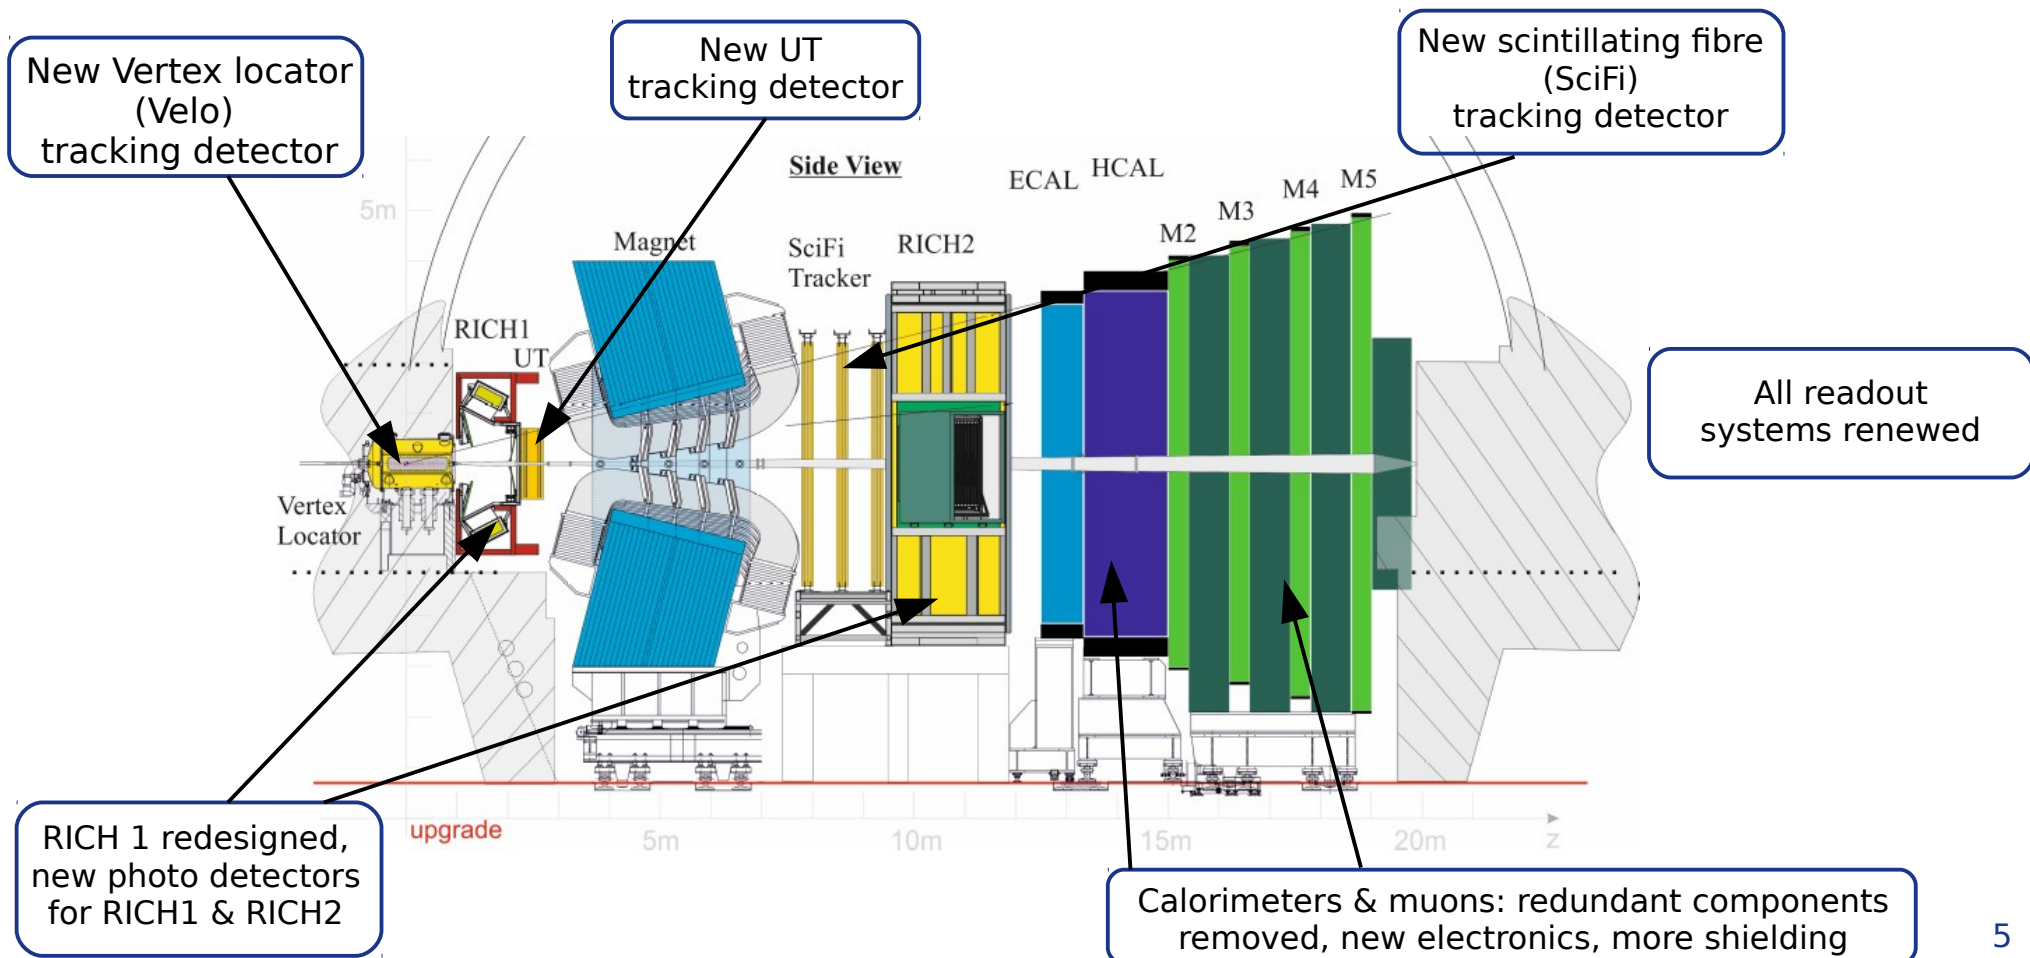 New Vertex locator
(Velo)
tracking detector
New UT
tracking detector
New scintillating fibre
(SciFi)
tracking detector
Side View
ECAL
HCAL
M2
M3
M4
M5
5m
Magnet
SciFi
Tracker
RICH2
RICH1
UT
Vertex
Locator
All readout
systems renewed
upgrade
5m
10m
15m
20m
z
RICH 1 redesigned,
new photo detectors
for RICH1 & RICH2
Calorimeters & muons: redundant components
removed, new electronics, more shielding
5